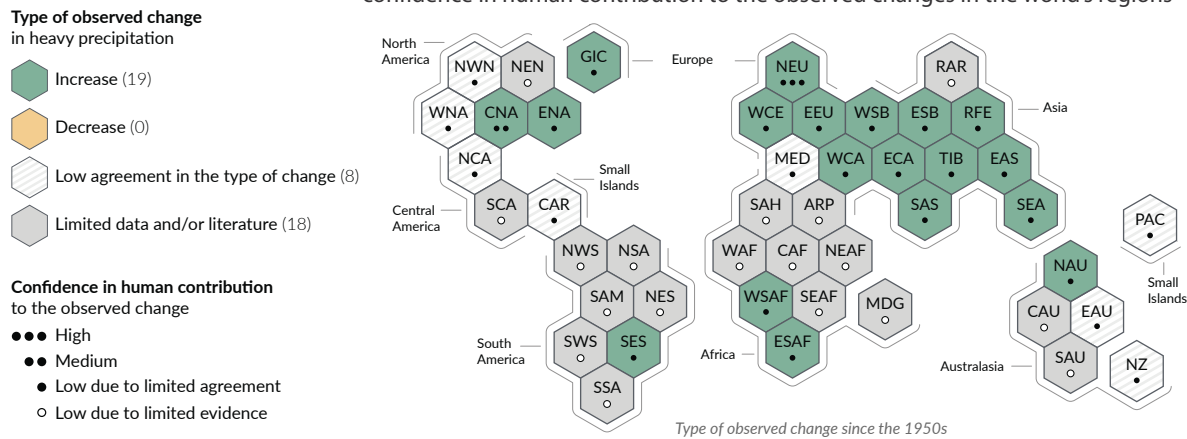 confidence in human contribution to the observed changes in the world's regions
Type of observed change
in heavy precipitation
Increase (19)
Decrease (0)
Low agreement in the type of change (8)
Limited data and/or literature (18)
Confidence in human contribution
to the observed change
High
Medium
Low due to limited agreement
Low due to limited evidence
North
America
NWN
NEN
GIC
WNA
CNA
ENA
NCA
Small
Islands
SCA
CAR
Central
America
NWS
NSA
SAM
NES
South
America
SWS
SES
SSA
Europe
NEU
RAR
WCE
EEU
WSB
ESB
RFE
Asia
MED
WCA
ECA
TIB
EAS
SAH
ARP
SAS
SEA
WAF
CAF
NEAF
WSAF
SEAF
MDG
Africa
ESAF
PAC
Small
Islands
NAU
CAU
EAU
Australasia
SAU
NZ
Type of observed change since the 1950s